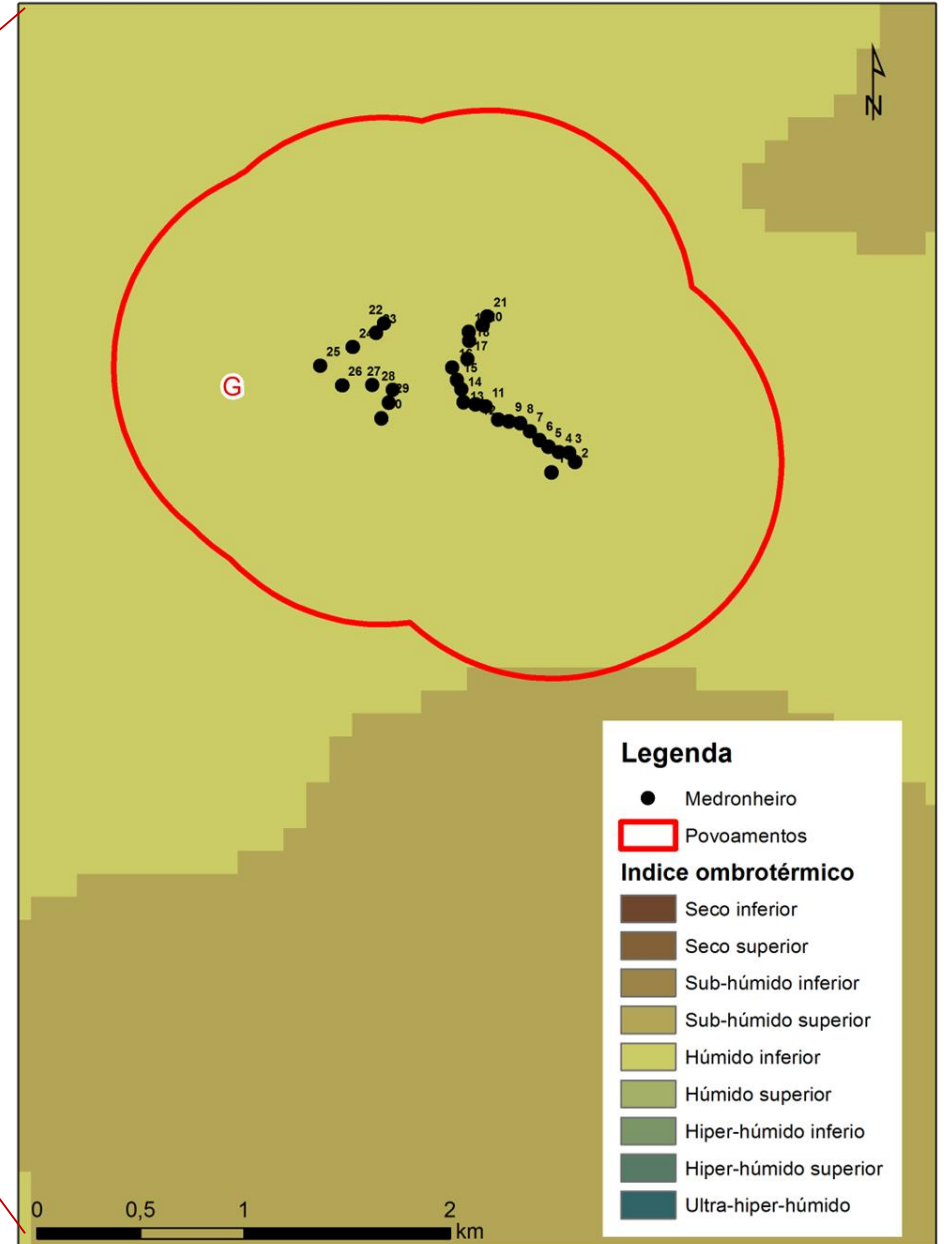 N
21
20
22
23
18
24
17
25
16
15
26
27
28
14
29
13
11
9
8
7
6
5
4
3
2
G
Legenda
Medronheiro
Povoamentos
Indice ombrotérmico
Seco inferior
Seco superior
Sub-húmido inferior
Sub-húmido superior
Húmido inferior
Húmido superior
Hiper-húmido inferio
Hiper-húmido superior
Ultra-hiper-húmido
0 0,5 1 2
km